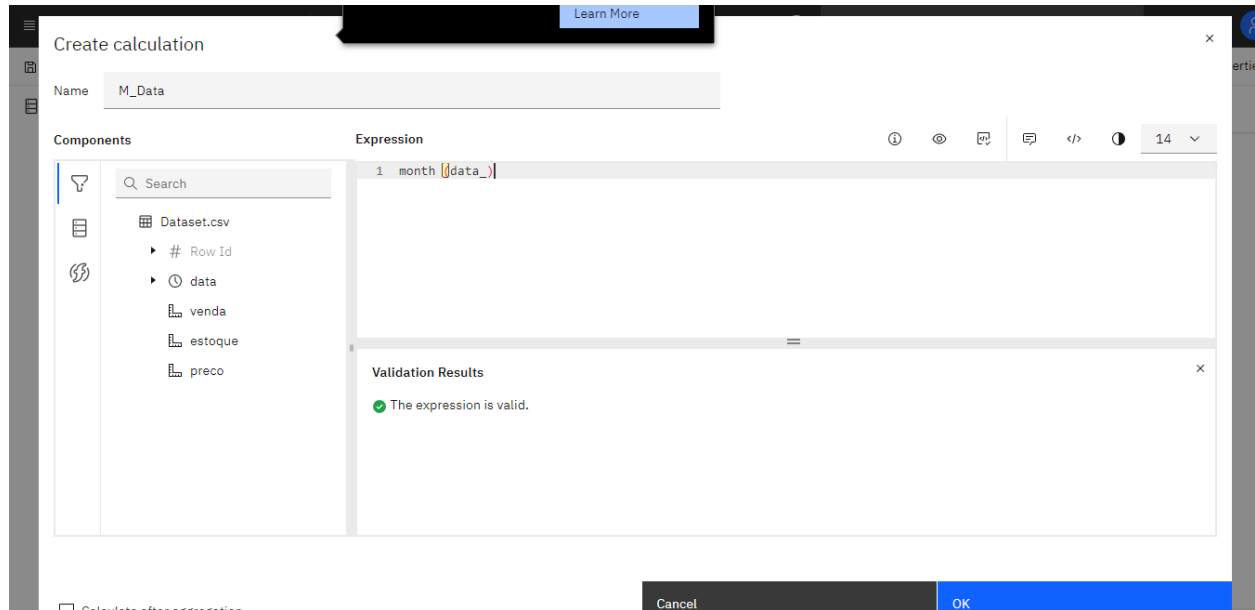 Learn More
Create calculation
Name M_Data
Components
Expression
14
Search
1 month (data_)
Dataset.csv
# Row Id
data
venda
estoque
preco
Validation Results
The expression is valid.
Calculate after aggregation
Cancel
OK